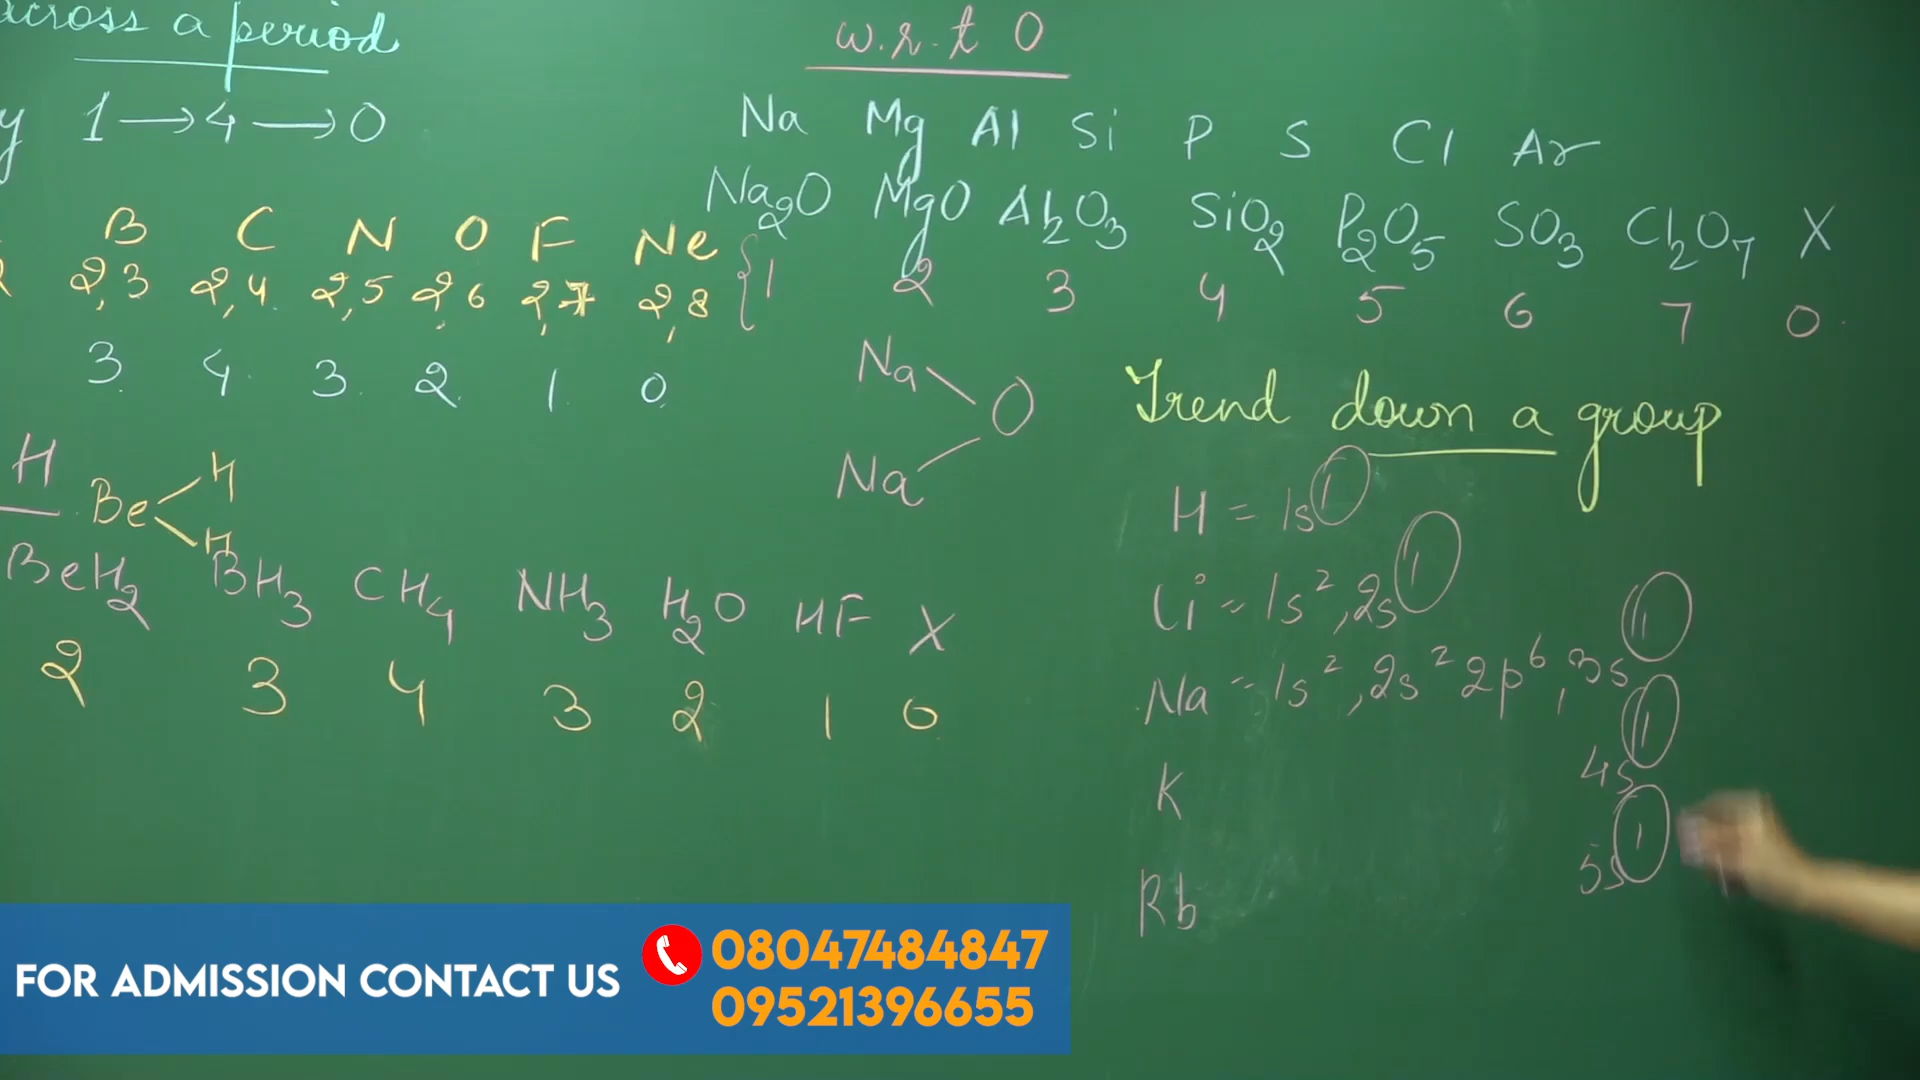 across a period
y 1 → 4 → 0
B C N O F Ne
2,3 2,4 2,5 2,6 2,7 2,8
3 4 3 2 1 0
H
Be H H
BeH2 BH3 CH4 NH3 H2O HF X
2 3 4 3 2 1 0
w.r.t O
Na Mg Al Si P S Cl Ar
Na2O MgO Al2O3 SiO2 P2O5 SO3 Cl2O7 X
{1 2 3 4 5 6 7 0
Na
O
Na
Trend down a group
H = 1s1
Li = 1s2, 2s1
Na = 1s2, 2s2 2p6, 3s1
K 4s1
Rb 5s1
FOR ADMISSION CONTACT US
08047484847
09521396655